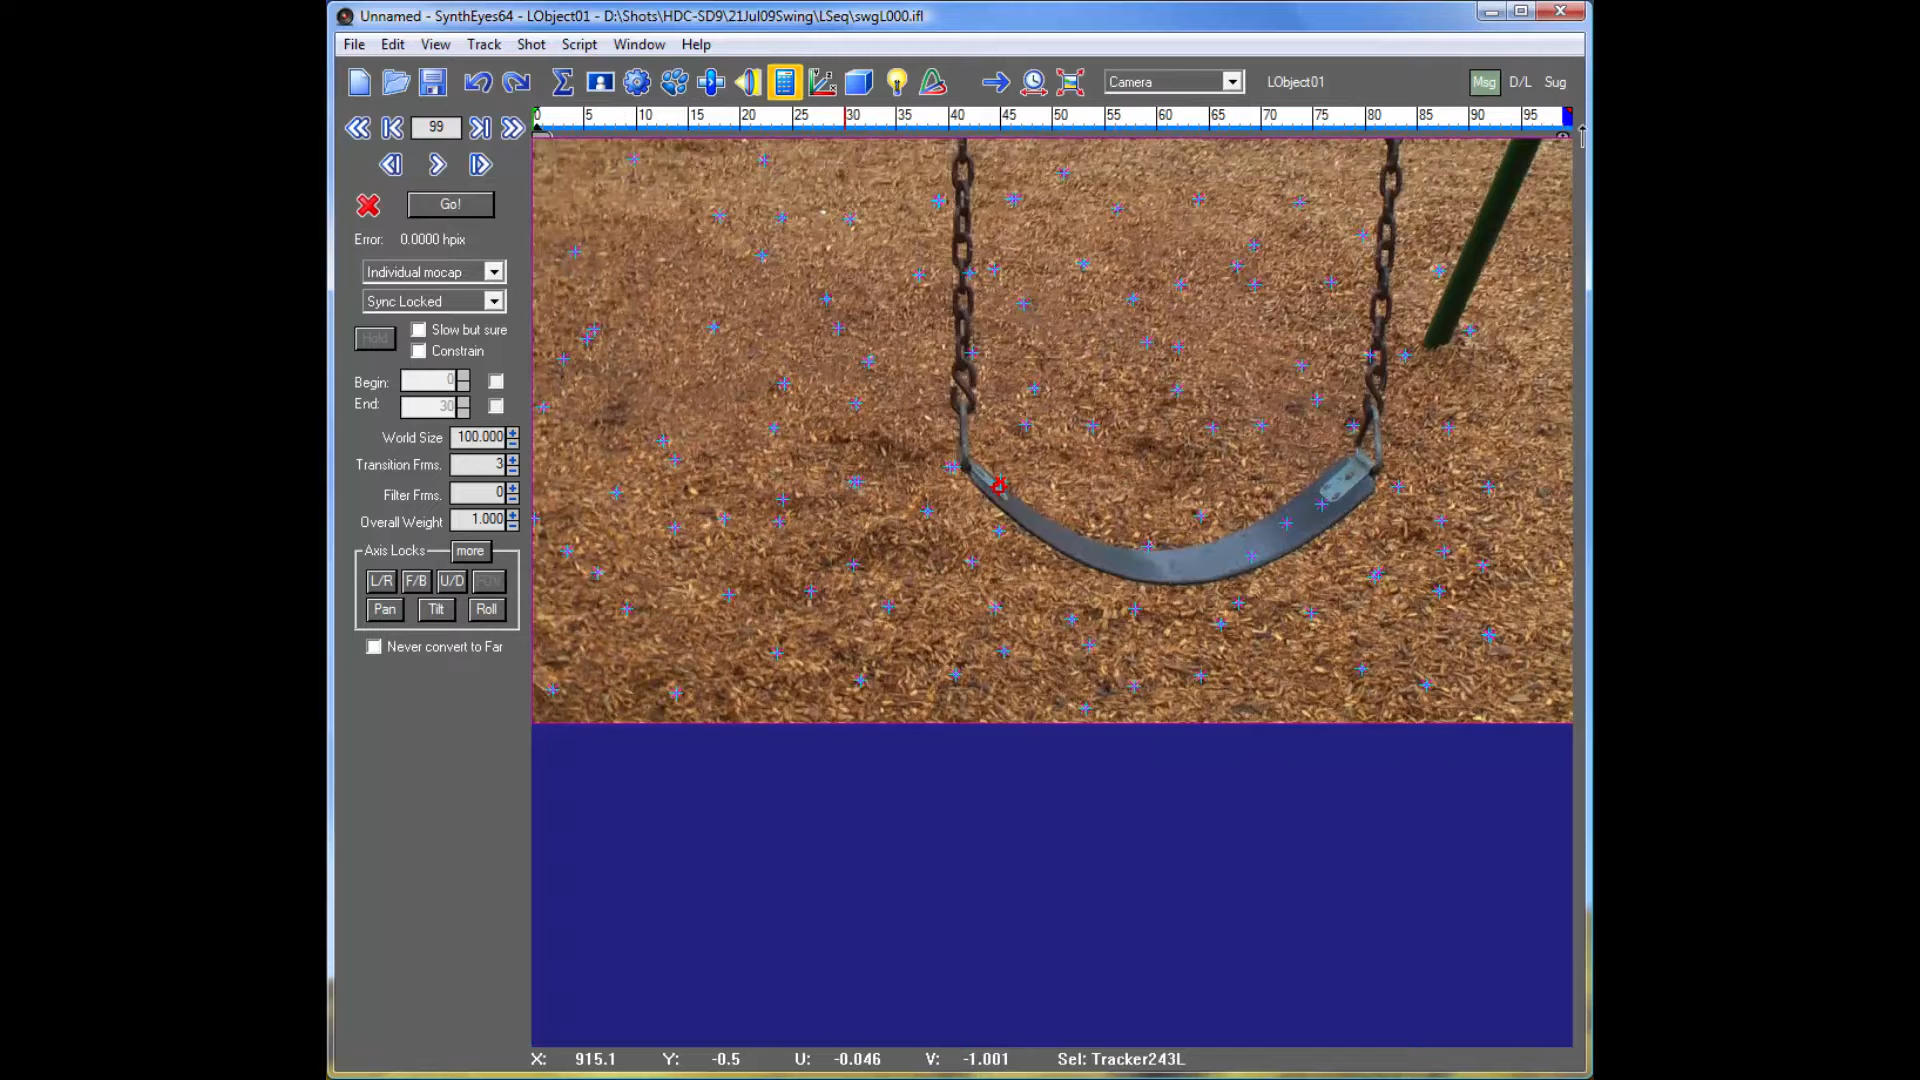 Unnamed - SynthEyes64 - LObject01 - D:\Shots\HDC-SD9\21Jul09Swing\LSeq\swgL000.ifl
File Edit View Track Shot Script Window Help
Camera LObject01 Msg D/L Sug
0 5 10 15 20 25 30 35 40 45 50 55 60 65 70 75 80 85 90 95
99
Go!
Error: 0.0000 hpix
Individual mocap
Sync Locked
Hold Slow but sure
Constrain
Begin: 0
End: 30
World Size 100.000
Transition Frms. 3
Filter Frms. 0
Overall Weight 1.000
Axis Locks more
L/R F/B U/D FOV
Pan Tilt Roll
Never convert to Far
X: 915.1 Y: -0.5 U: -0.046 V: -1.001 Sel: Tracker243L